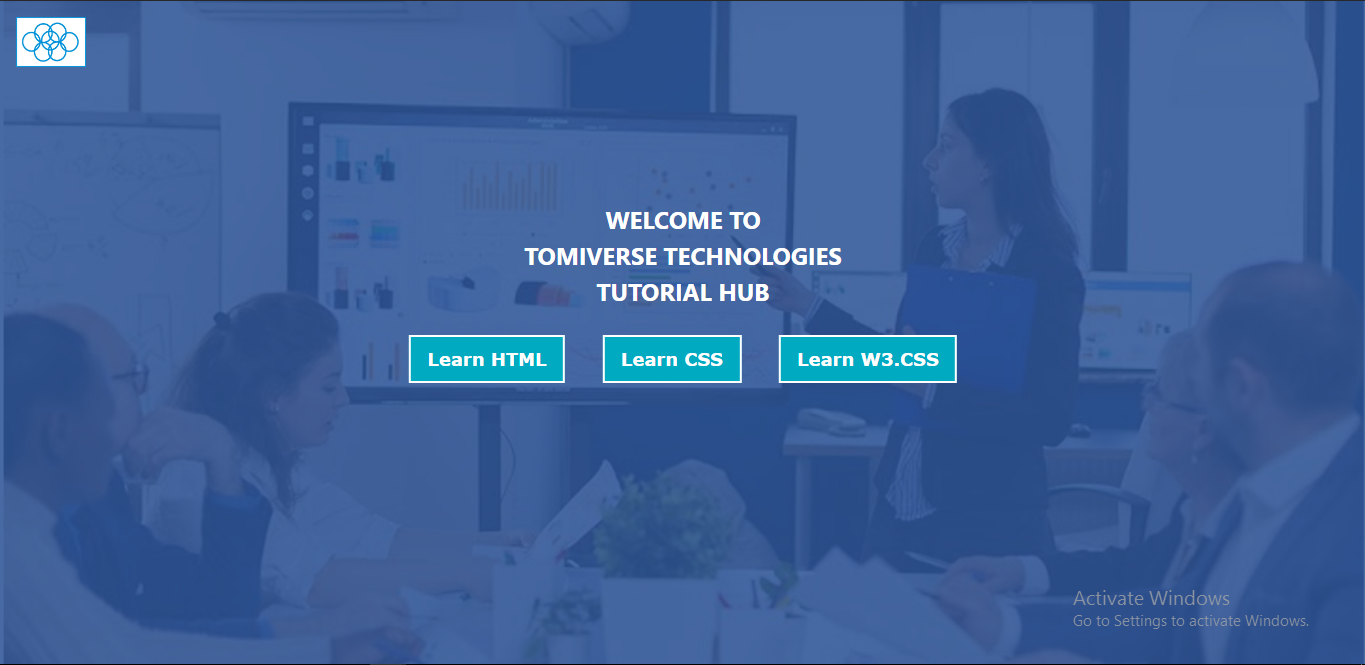 WELCOME TO
TOMIVERSE TECHNOLOGIES
TUTORIAL HUB
Learn HTML
Learn CSS
Learn W3.CSS
Activate Windows
Go to Settings to activate Windows.